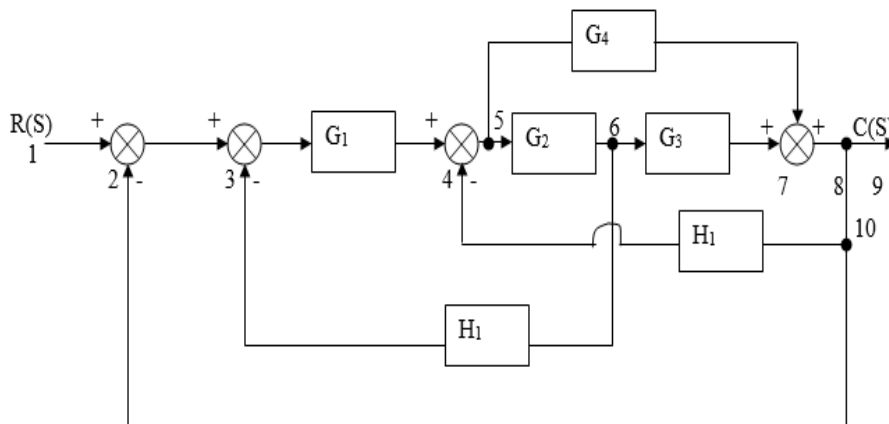 G4
R(S) + + G1 + 5 G2 6 G3 + + C(S)
1 2 - 3 - 4 - 7 8 9
H1 10
H1